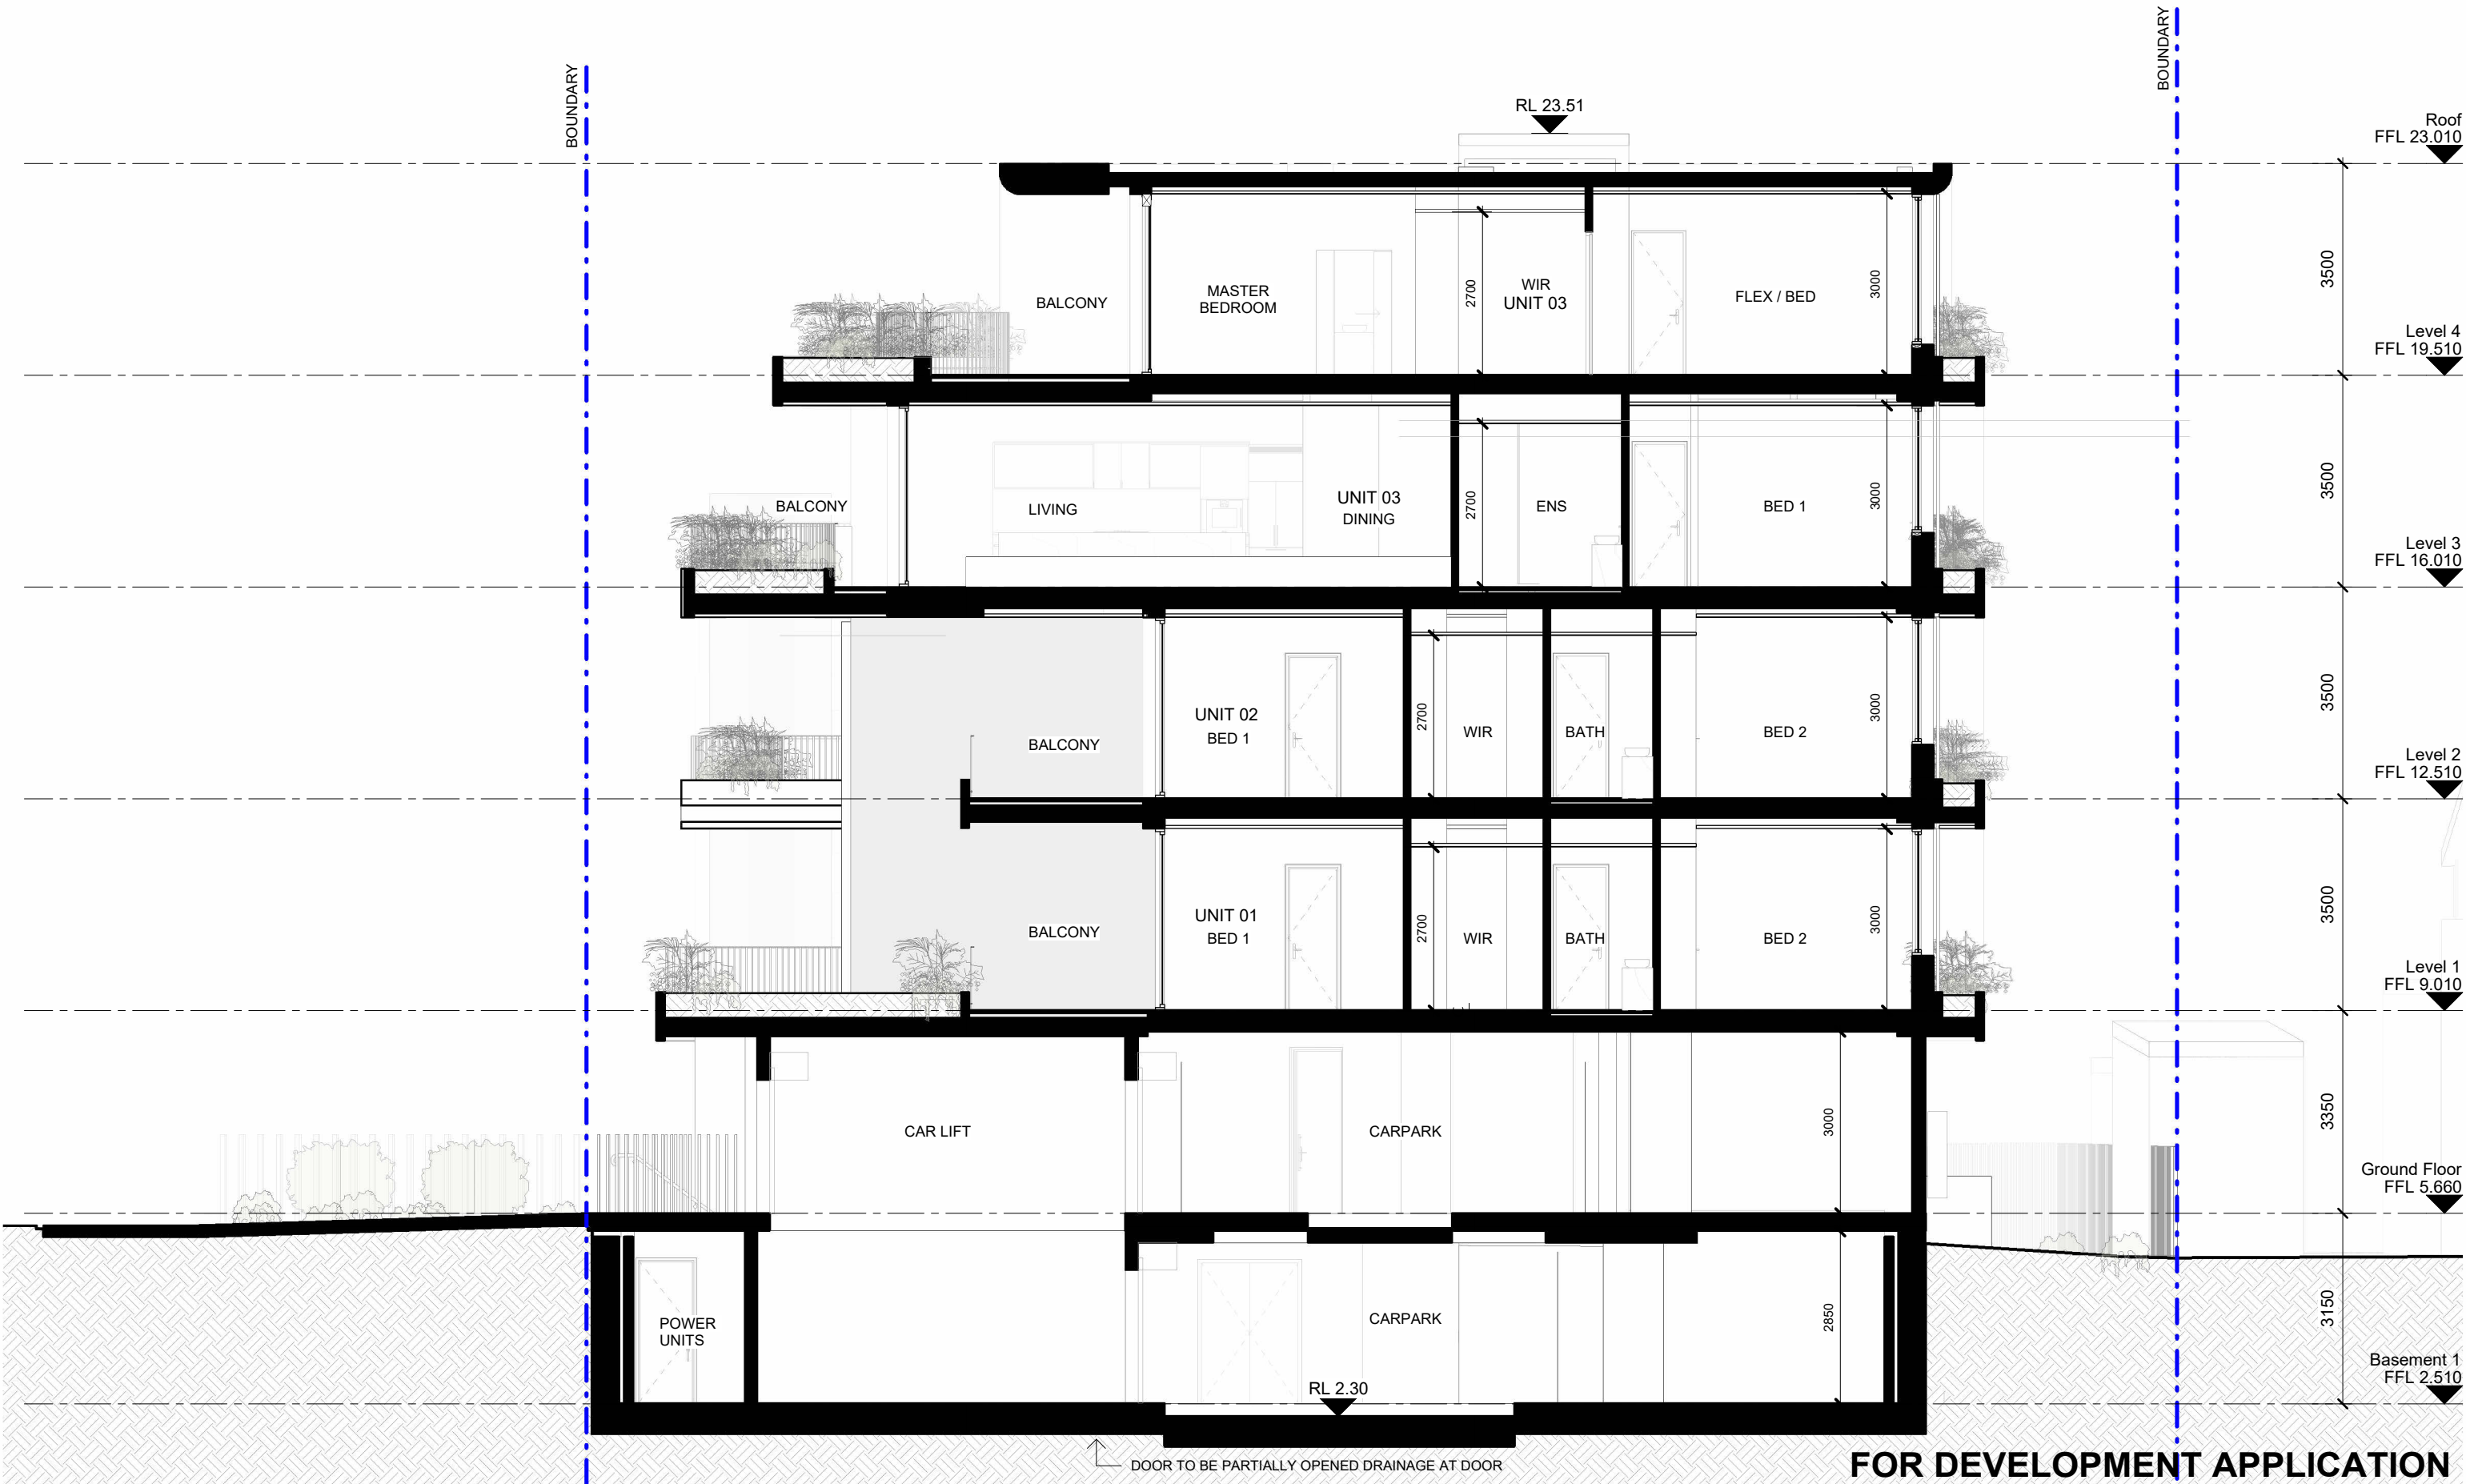 BOUNDARY
BOUNDARY
RL 23.51
Roof
FFL 23.010
3500
BALCONY
MASTER
BEDROOM
2700
WIR
UNIT 03
FLEX / BED
3000
Level 4
FFL 19.510
3500
BALCONY
LIVING
UNIT 03
DINING
2700
ENS
BED 1
3000
Level 3
FFL 16.010
3500
BALCONY
UNIT 02
BED 1
2700
WIR
BATH
BED 2
3000
Level 2
FFL 12.510
3500
BALCONY
UNIT 01
BED 1
2700
WIR
BATH
BED 2
3000
Level 1
FFL 9.010
3350
CAR LIFT
CARPARK
3000
Ground Floor
FFL 5.660
3150
POWER
UNITS
CARPARK
2850
RL 2.30
Basement 1
FFL 2.510
DOOR TO BE PARTIALLY OPENED DRAINAGE AT DOOR
FOR DEVELOPMENT APPLICATION